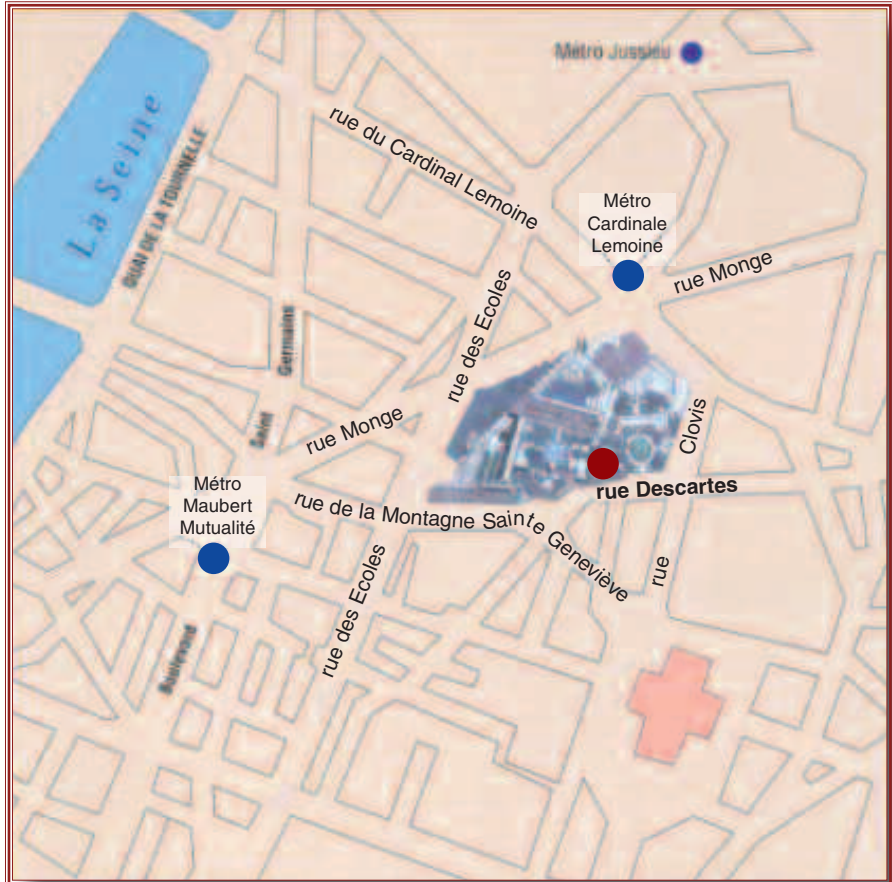 Métro Jussieu
La Seine
QUAI DE LA TOURNELLE
rue du Cardinal Lemoine
Métro
Cardinale
Lemoine
rue Monge
rue des Ecoles
Germains
Saint
rue Monge
Clovis
rue Descartes
Métro
Maubert
Mutualité
rue de la Montagne Sainte Geneviève
rue
rue des Ecoles
Boulevard